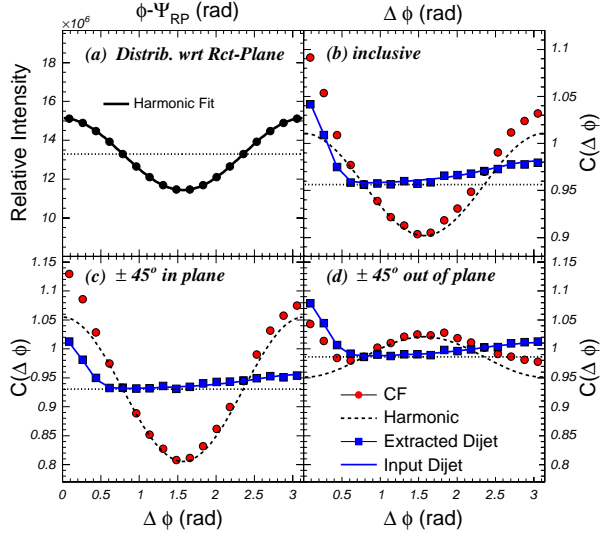 ϕ-Ψ_RP (rad)
Δ ϕ (rad)
×10⁶
(a) Distrib. wrt Rct-Plane
(b) inclusive
Harmonic Fit
Relative Intensity
18
16
14
12
10
1.1
1.05
1
0.95
0.9
C(Δ ϕ)
(c) ± 45º in plane
(d) ± 45º out of plane
C(Δ ϕ)
1.15
1.1
1.05
1
0.95
0.9
0.85
0.8
1.15
1.1
1.05
1
0.95
0.9
0.85
0.8
C(Δ ϕ)
CF
Harmonic
Extracted Dijet
Input Dijet
0 0.5 1 1.5 2 2.5 3
0.5 1 1.5 2 2.5 3
Δ ϕ (rad)
Δ ϕ (rad)